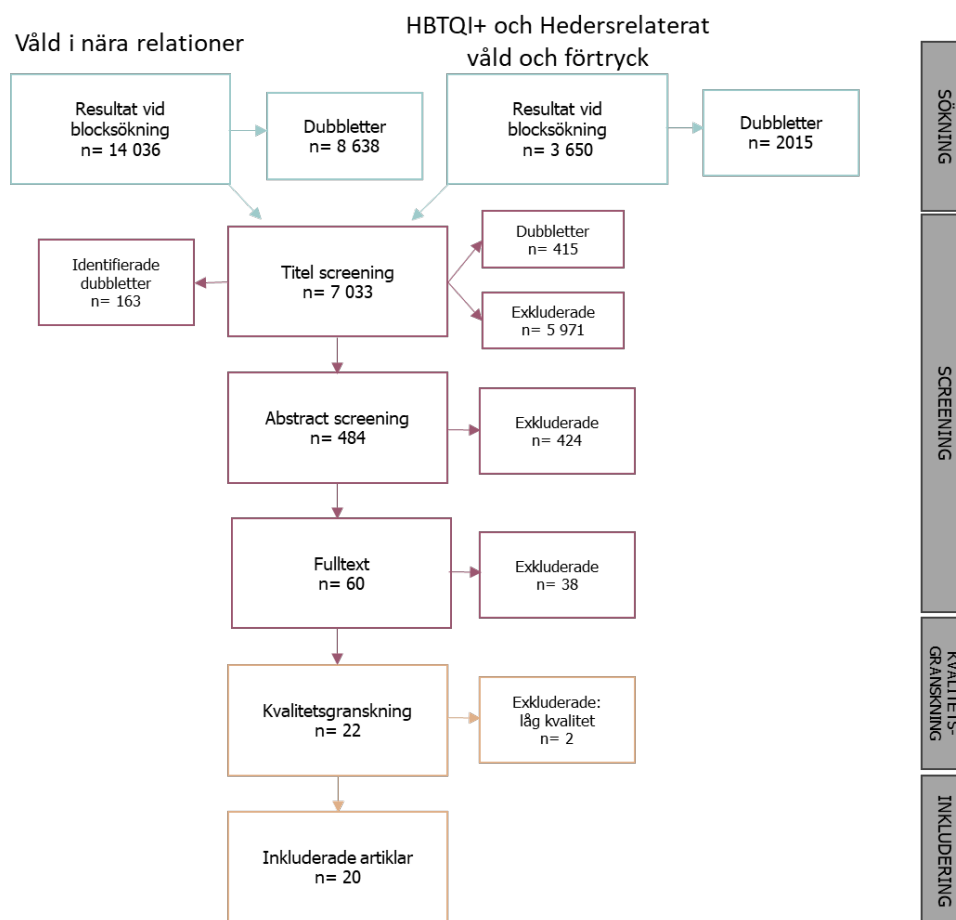 Våld i nära relationer
HBTQI+ och Hedersrelaterat
våld och förtryck
Resultat vid
blocksökning
n= 14 036
Dubbletter
n= 8 638
Resultat vid
blocksökning
n= 3 650
Dubbletter
n= 2015
SÖKNING
Identifierade
dubbletter
n= 163
Titel screening
n= 7 033
Dubbletter
n= 415
Exkluderade
n= 5 971
Abstract screening
n= 484
Exkluderade
n= 424
Fulltext
n= 60
Exkluderade
n= 38
SCREENING
Kvalitetsgranskning
n= 22
Exkluderade:
låg kvalitet
n= 2
KVALITETS-
GRANSKNING
Inkluderade artiklar
n= 20
INKLUDERING